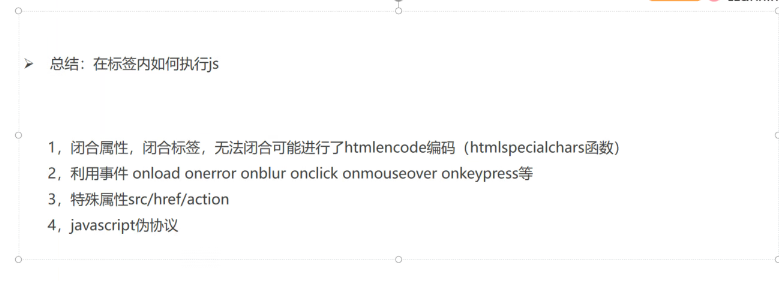 总结：在标签内如何执行js
1，闭合属性，闭合标签，无法闭合可能进行了htmlencode编码（htmlspecialchars函数）
2，利用事件 onload onerror onblur onclick onmouseover onkeypress等
3，特殊属性src/href/action
4，javascript伪协议